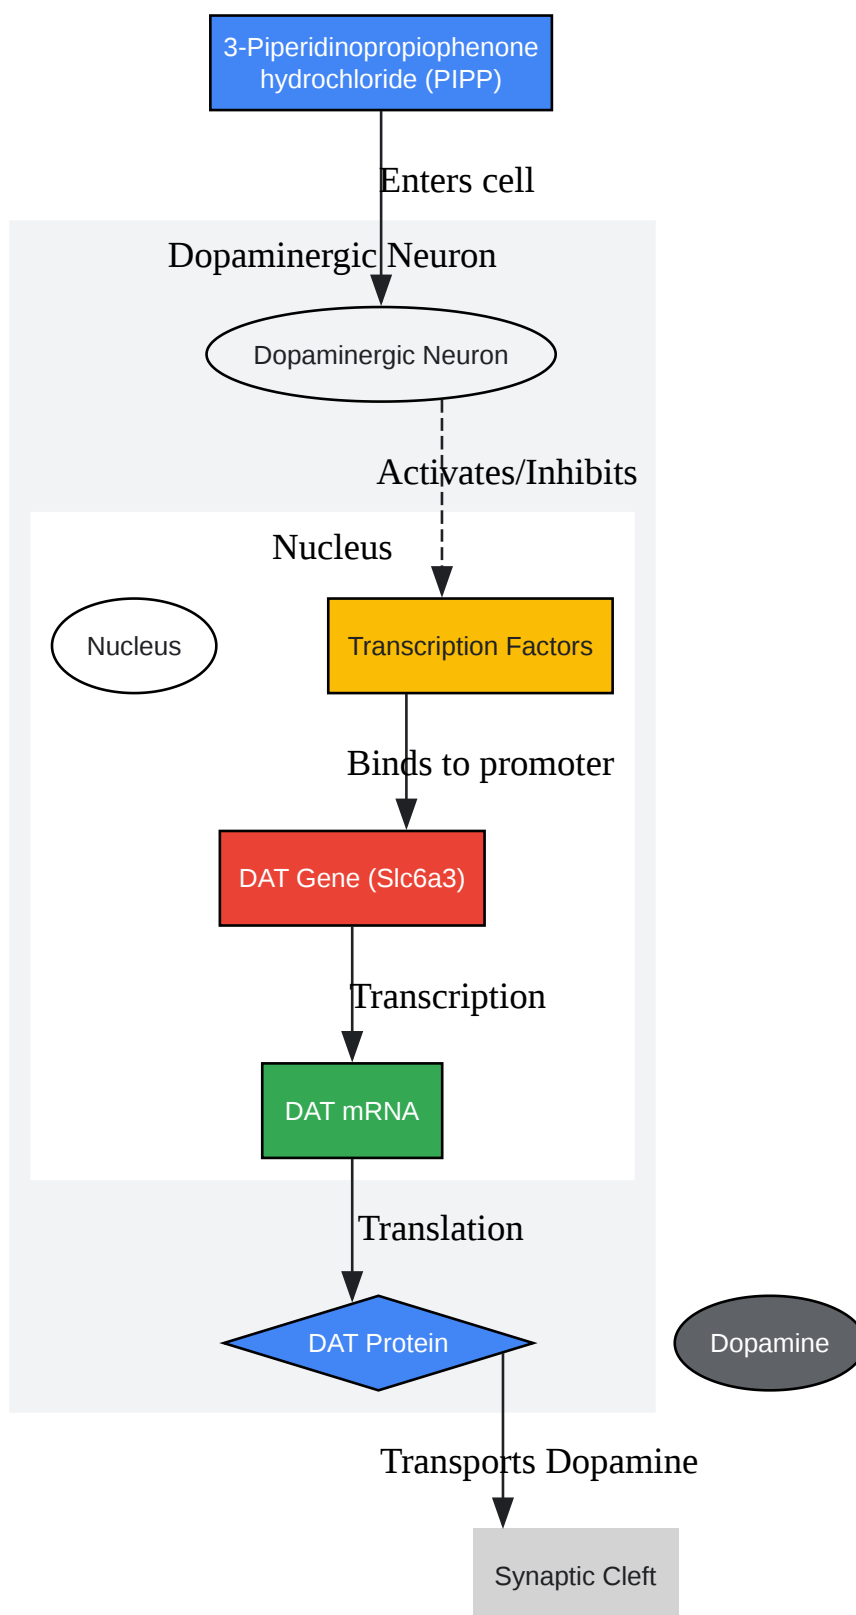 3-Piperidinopropiophenone
hydrochloride (PIPP)
Enters cell
Dopaminergic Neuron
Dopaminergic Neuron
Activates/Inhibits
Nucleus
Nucleus
Transcription Factors
Binds to promoter
DAT Gene (Slc6a3)
Transcription
DAT mRNA
Translation
DAT Protein
Dopamine
Transports Dopamine
Synaptic Cleft